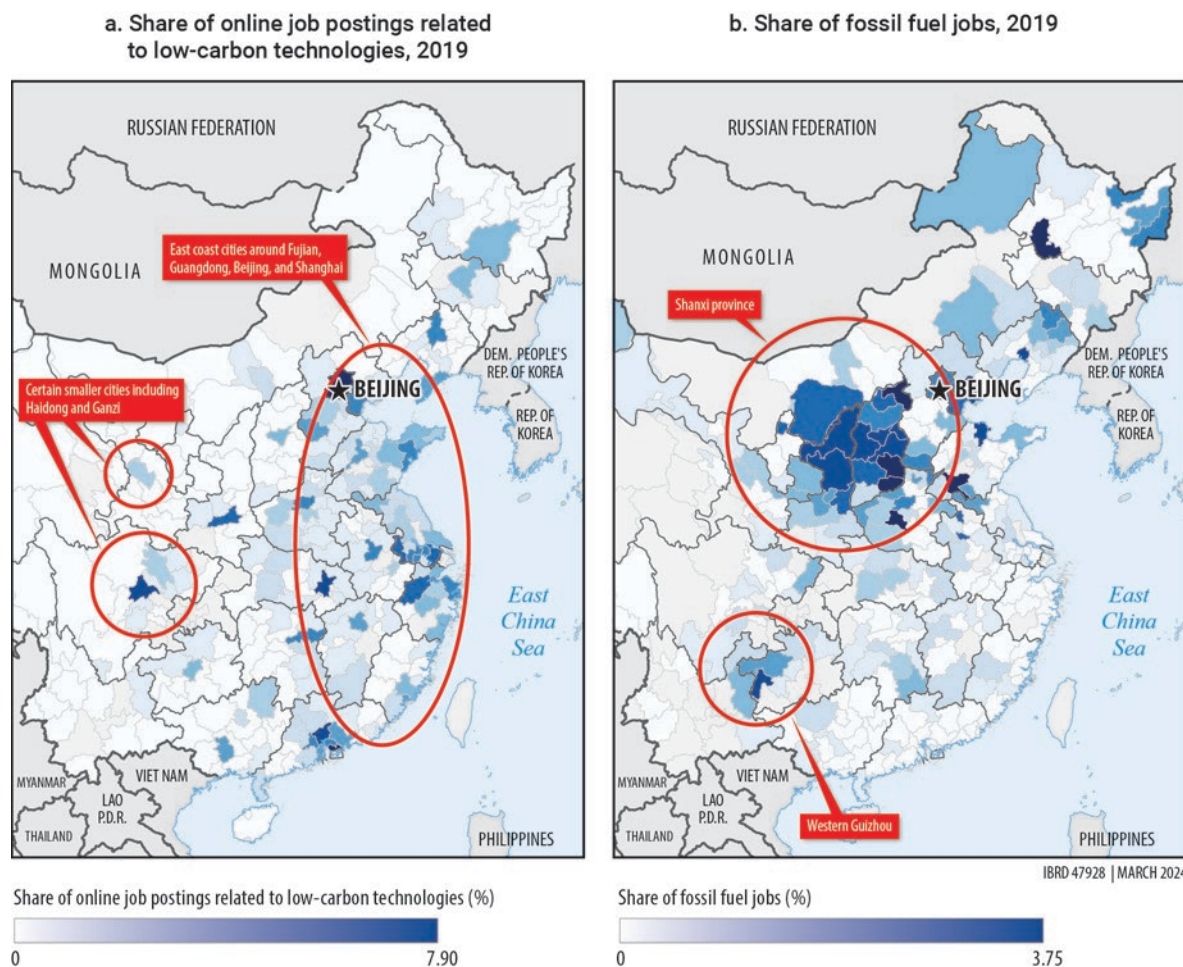 a. Share of online job postings related
to low-carbon technologies, 2019
RUSSIAN FEDERATION
MONGOLIA
East coast cities around Fujian,
Guangdong, Beijing, and Shanghai
Certain smaller cities including
Haidong and Ganzi
BEIJING
DEM. PEOPLE'S
REP. OF KOREA
REP. OF
KOREA
East
China
Sea
MYANMAR
LAO
P.D.R.
VIET NAM
THAILAND
PHILIPPINES
Share of online job postings related to low-carbon technologies (%)
0
7.90
b. Share of fossil fuel jobs, 2019
RUSSIAN FEDERATION
MONGOLIA
Shanxi province
BEIJING
DEM. PEOPLE'S
REP. OF KOREA
REP. OF
KOREA
East
China
Sea
MYANMAR
LAO
P.D.R.
VIET NAM
THAILAND
Western Guizhou
PHILIPPINES
IBRD 47928 | MARCH 2024
Share of fossil fuel jobs (%)
0
3.75